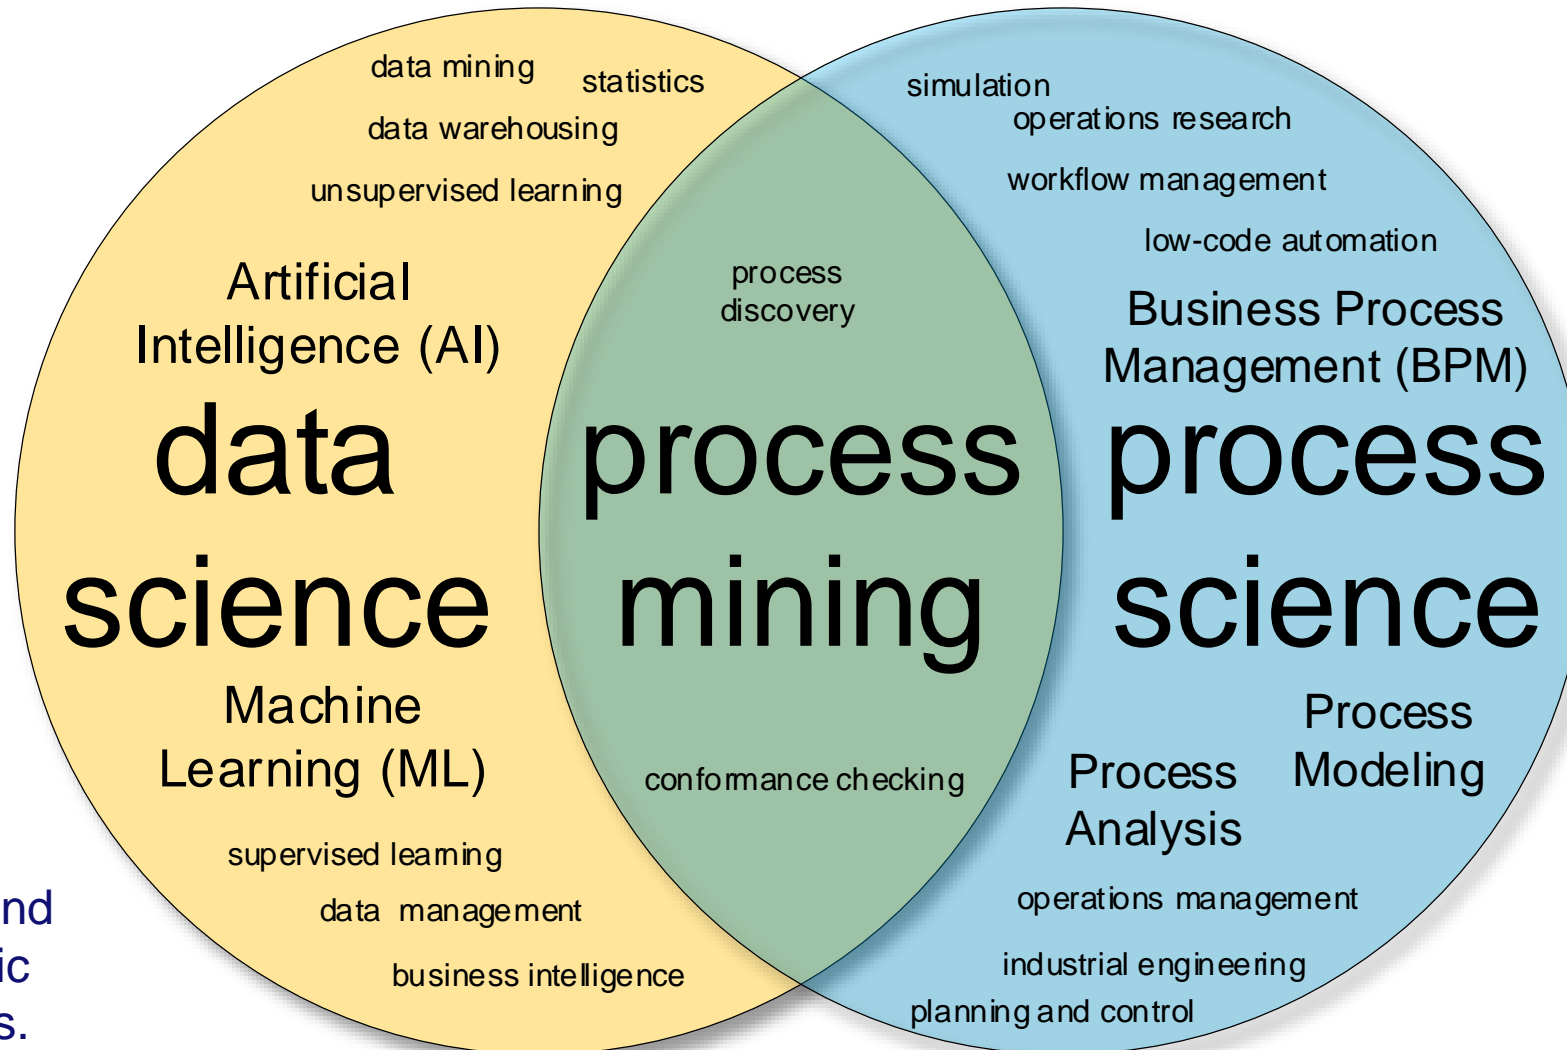 data mining
statistics
data warehousing
unsupervised learning
Artificial
Intelligence (AI)
data
science
Machine
Learning (ML)
supervised learning
data management
business intelligence
process
discovery
process
mining
conformance checking
simulation
operations research
workflow management
low-code automation
Business Process
Management (BPM)
process
science
Process
Modeling
Process
Analysis
operations management
industrial engineering
planning and control
nd
ic
s.